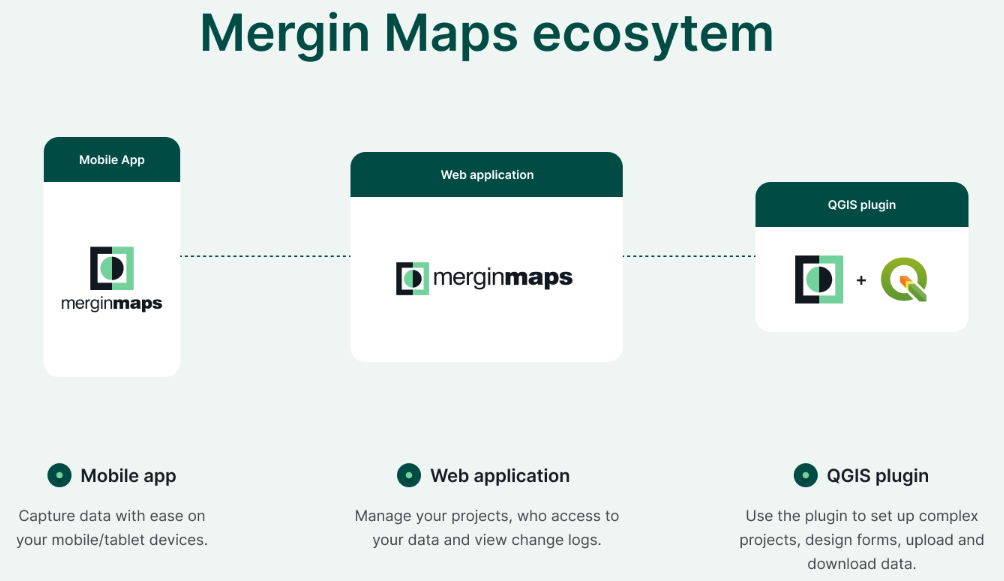 Mergin Maps ecosytem
Mobile App
Web application
QGIS plugin
merginmaps
merginmaps
+
Mobile app
Capture data with ease on
your mobile/tablet devices.
Web application
Manage your projects, who access to
your data and view change logs.
QGIS plugin
Use the plugin to set up complex
projects, design forms, upload and
download data.